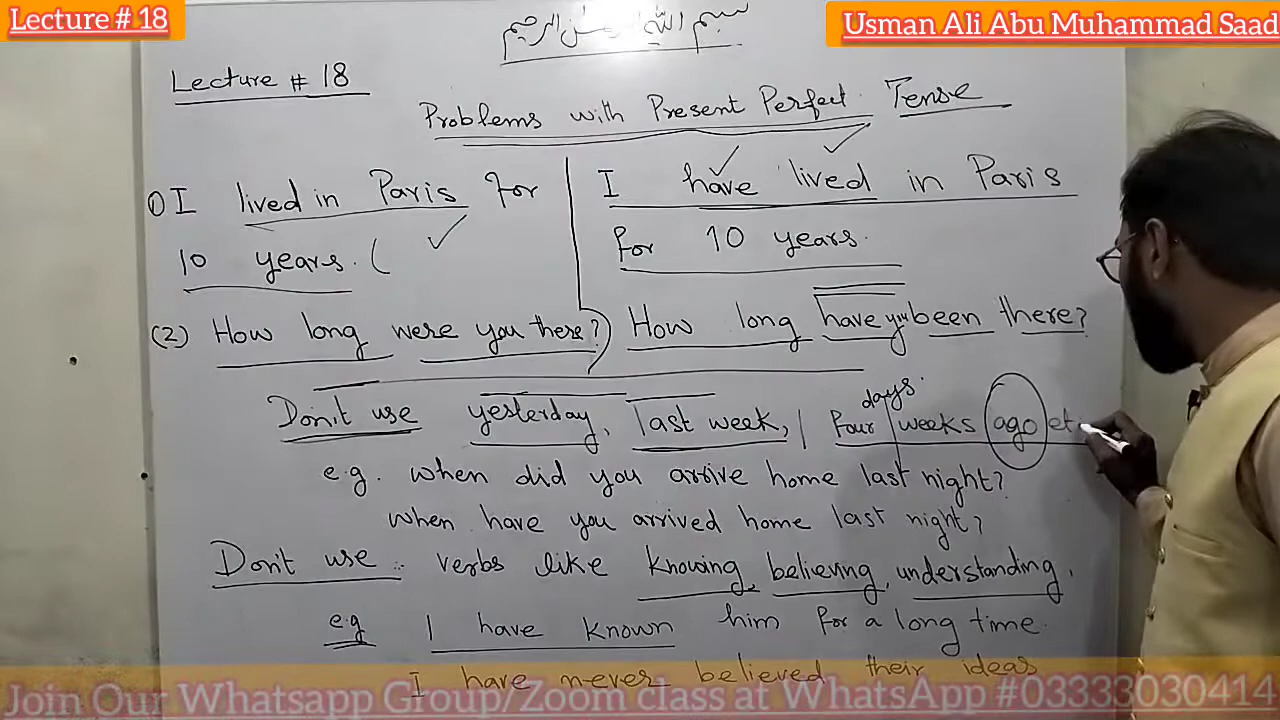 Lecture # 18
Usman Ali Abu Muhammad Saad
بسم اللہ الرحمٰن الرحیم
Lecture # 18
Problems with Present Perfect Tense
1) I lived in Paris for
10 years. (
I have lived in Paris
for 10 years.
(2) How long were you there?
How long have you been there?
Don't use yesterday, last week, / four weeks ago etc
days.
e.g. When did you arrive home last night?
When have you arrived home last night?
Don't use :. verbs like knowing, believing, understanding.
e.g I have known him for a long time.
I have never believed their ideas
Join Our Whatsapp Group/Zoom class at WhatsApp #03333030414